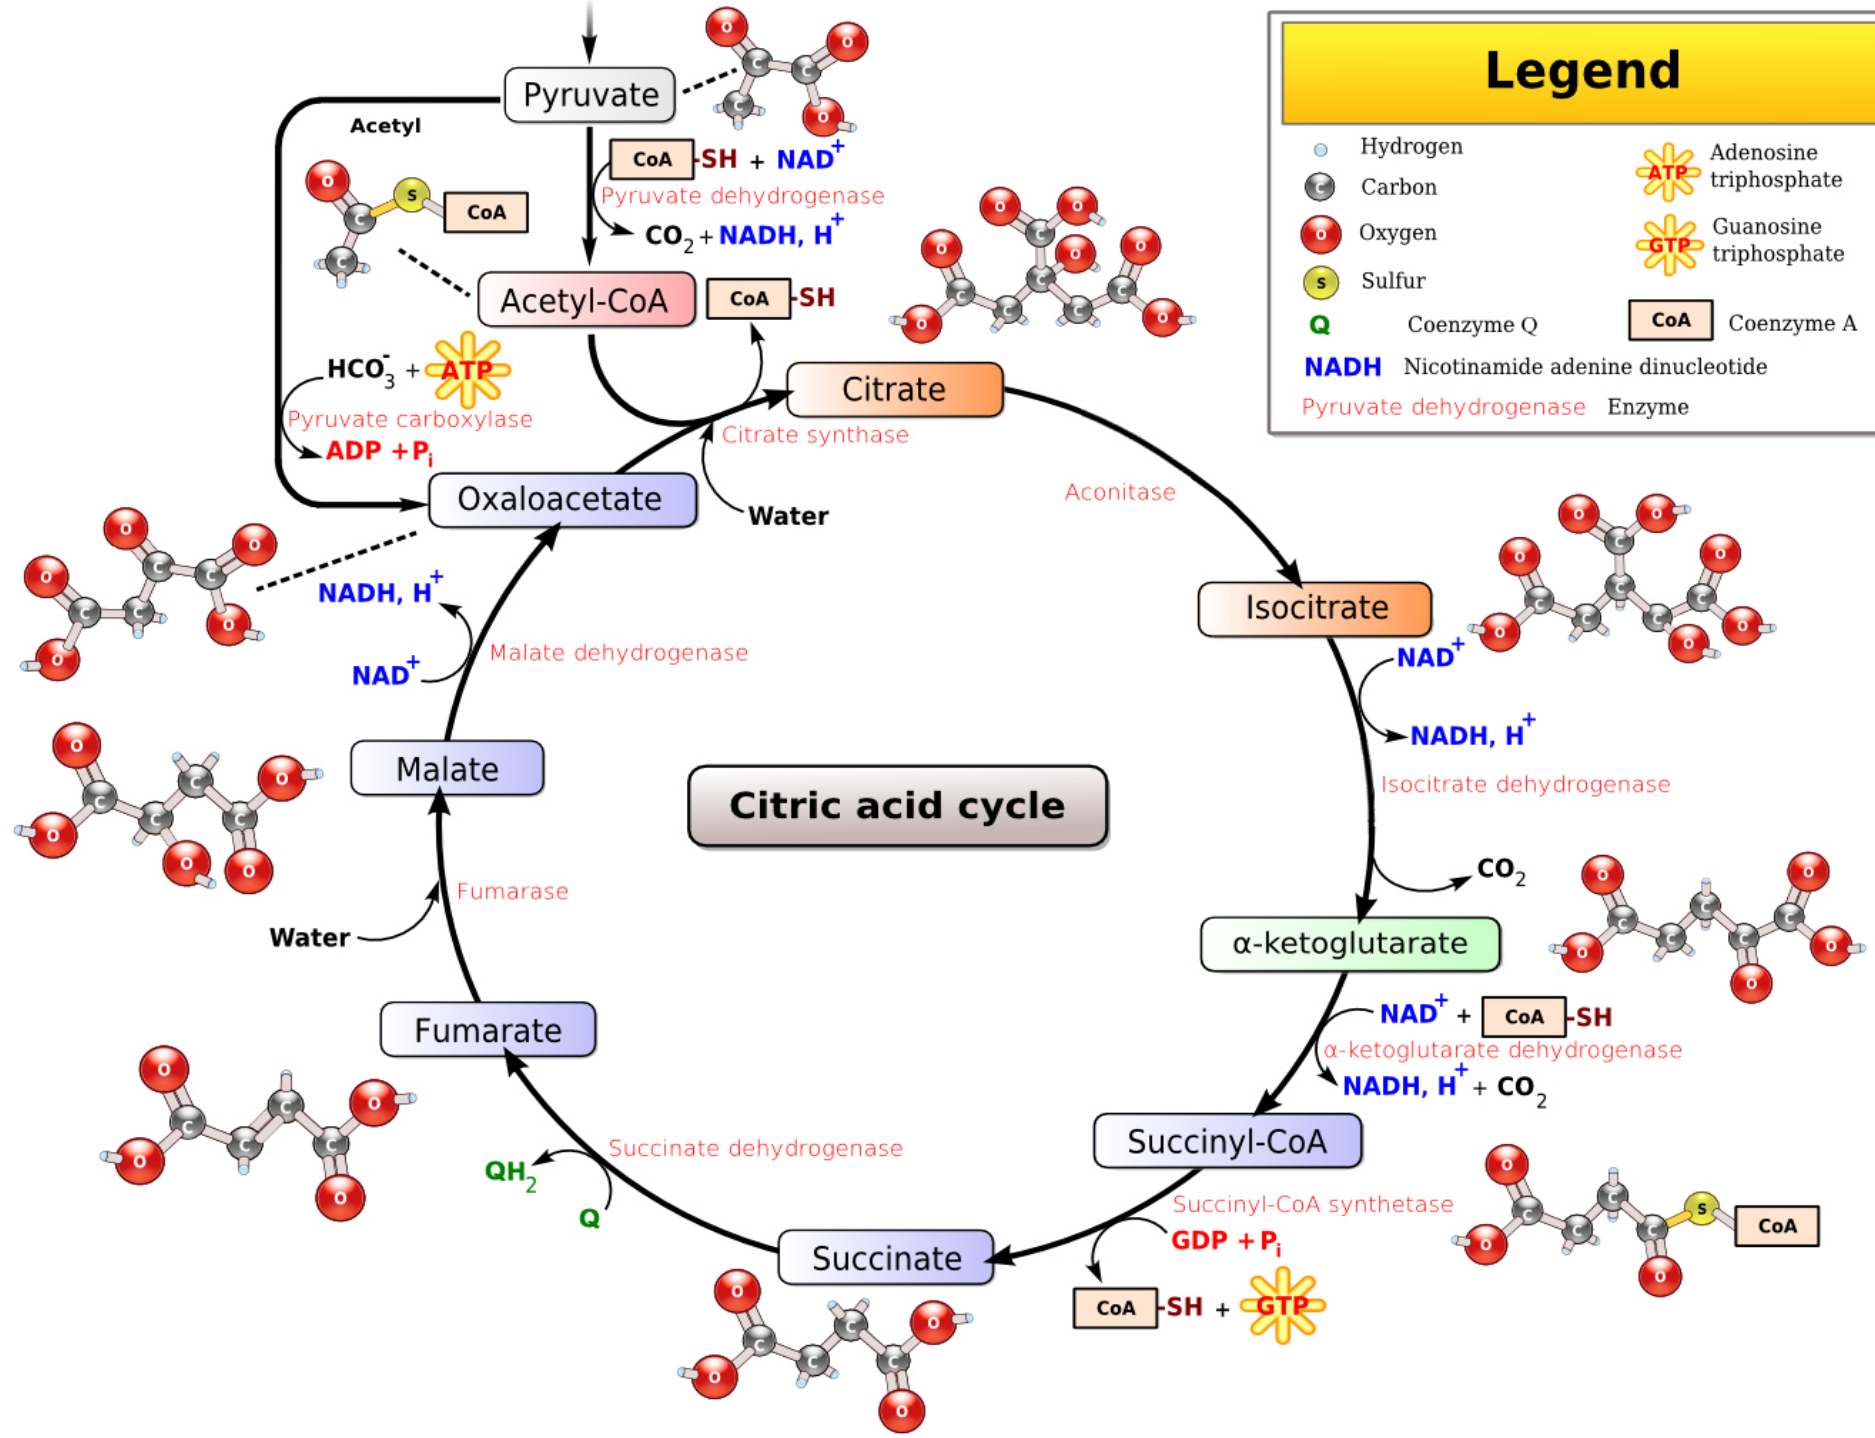 Legend
Hydrogen
Carbon
Oxygen
Sulfur
Q Coenzyme Q
NADH Nicotinamide adenine dinucleotide
Pyruvate dehydrogenase Enzyme
ATP Adenosine
triphosphate
GTP Guanosine
triphosphate
CoA Coenzyme A
Pyruvate
Acetyl
CoA-SH + NAD+
Pyruvate dehydrogenase
CO2 + NADH, H+
S CoA
Acetyl-CoA
CoA-SH
HCO3- + ATP
Pyruvate carboxylase
ADP + Pi
Citrate
Citrate synthase
Water
Oxaloacetate
Aconitase
Isocitrate
NAD+
NADH, H+
Isocitrate dehydrogenase
CO2
α-ketoglutarate
NAD+ + CoA-SH
α-ketoglutarate dehydrogenase
NADH, H+ + CO2
Succinyl-CoA
Succinyl-CoA synthetase
GDP + Pi
CoA-SH + GTP
S CoA
Succinate
Succinate dehydrogenase
QH2
Q
Fumarate
Fumarase
Water
Malate
Malate dehydrogenase
NAD+
NADH, H+
Citric acid cycle